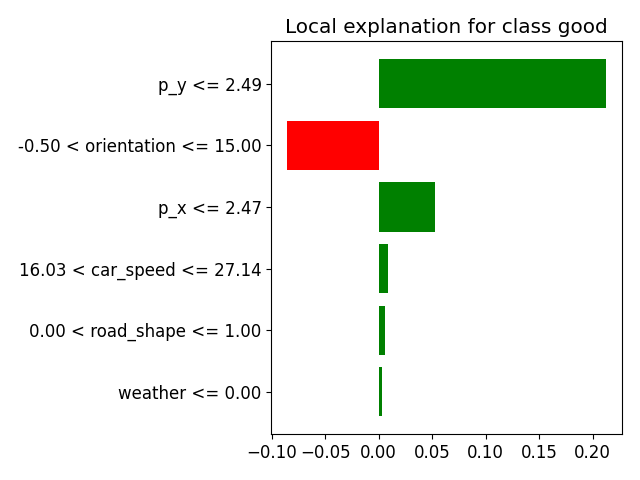 Local explanation for class good
p_y <= 2.49
-0.50 < orientation <= 15.00
p_x <= 2.47
16.03 < car_speed <= 27.14
0.00 < road_shape <= 1.00
weather <= 0.00
−0.10 −0.05 0.00 0.05 0.10 0.15 0.20